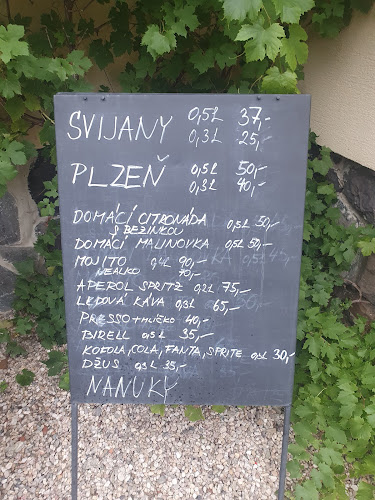 SVIJANY 0,5L 37,-
0,3L 25,-
PLZEŇ 0,5L 50,-
0,3L 40,-
DOMÁCÍ CITRONÁDA 0,5L 50,-
S BEZINKOU
DOMÁCÍ MALINOVKA 0,5L 50,-
MOJITO 0,4L 90,-
NEALKO 70,-
APEROL SPRITZ 0,2L 75,-
LEDOVÁ KÁVA 0,3L 65,-
PRESSO + MLÍČKO 40,-
BIRELL 0,5L 35,-
KOFOLA, COLA, FANTA, SPRITE 0,3L 30,-
DŽUS 0,3L 35,-
NANUKY